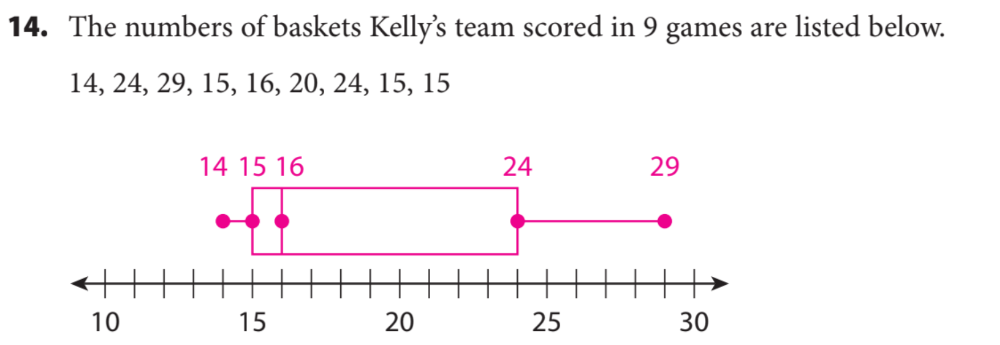 14. The numbers of baskets Kelly’s team scored in 9 games are listed below.
14, 24, 29, 15, 16, 20, 24, 15, 15
14 15 16 24 29
10 15 20 25 30